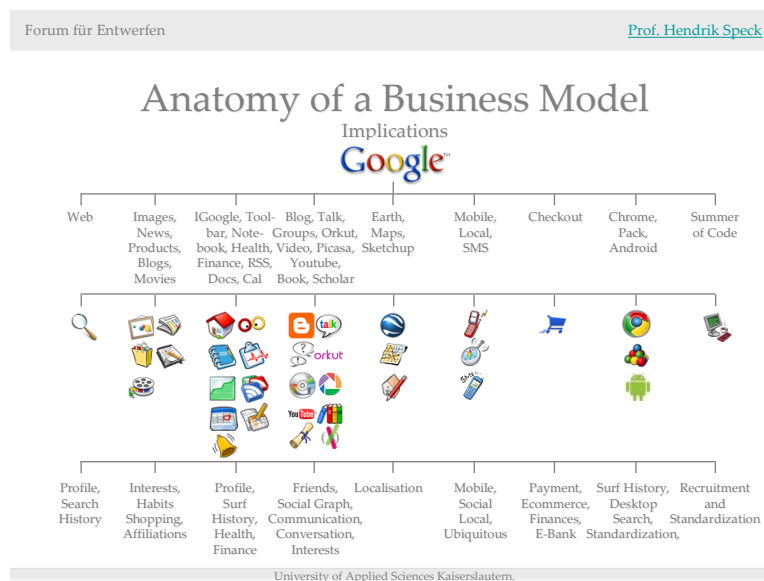 Forum für Entwerfen
Prof. Hendrik Speck
Anatomy of a Business Model
Implications
Google™
Web
Images,
News,
Products,
Blogs,
Movies
IGoogle, Tool-
bar, Note-
book, Health,
Finance, RSS,
Docs, Cal
Blog, Talk,
Groups, Orkut,
Video, Picasa,
Youtube,
Book, Scholar
Earth,
Maps,
Sketchup
Mobile,
Local,
SMS
Checkout
Chrome,
Pack,
Android
Summer
of Code
talk
orkut
You Tube
Profile,
Search
History
Interests,
Habits
Shopping,
Affiliations
Profile,
Surf
History,
Health,
Finance
Friends,
Social Graph,
Communication,
Conversation,
Interests
Localisation
Mobile,
Social
Local,
Ubiquitous
Payment,
Ecommerce,
Finances,
E-Bank
Surf History,
Desktop
Search,
Standardization,
Recruitment
and
Standardization
University of Applied Sciences Kaiserslautern.